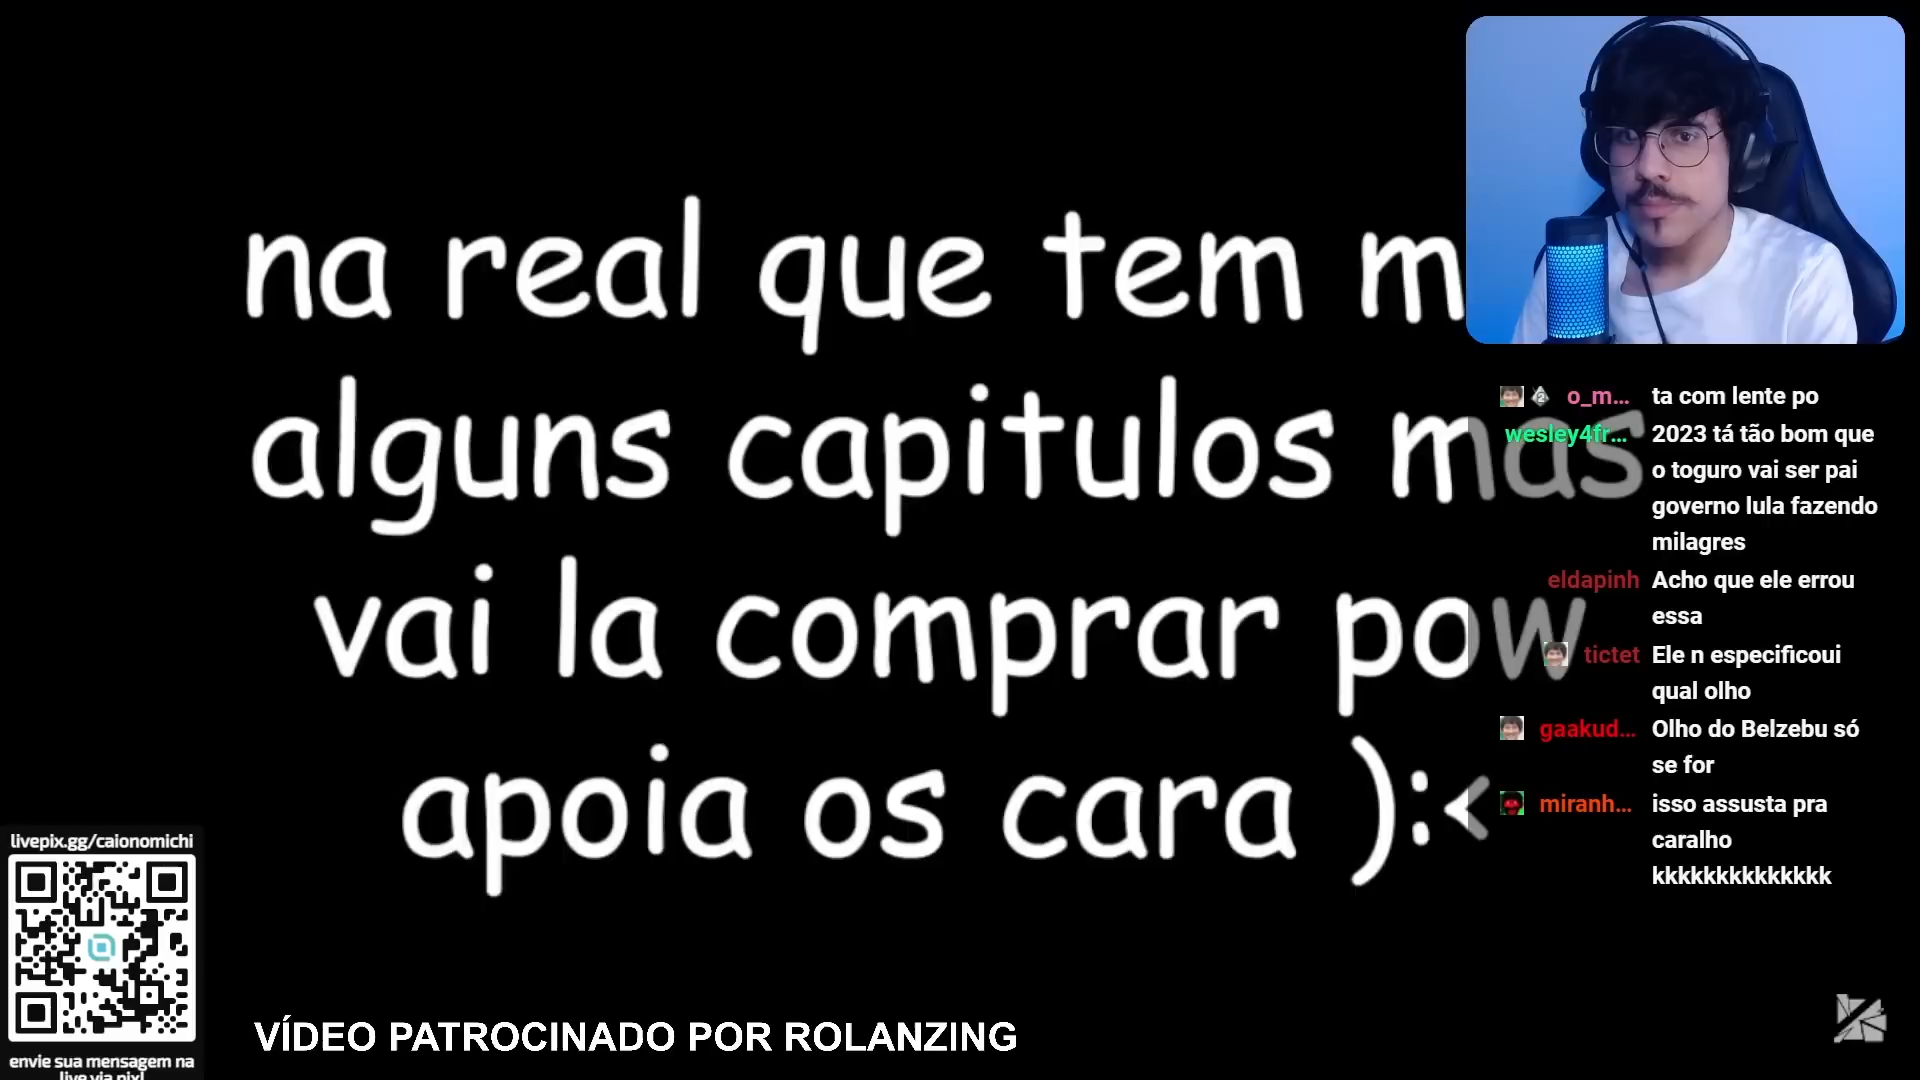 na real que tem m
alguns capitulos mas
vai la comprar pow
apoia os cara ):<
o_m... ta com lente po
wesley4fr... 2023 tá tão bom que
o toguro vai ser pai
governo lula fazendo
milagres
eldapinh Acho que ele errou
essa
tictet Ele n especificoui
qual olho
gaakud... Olho do Belzebu só
se for
miranh... isso assusta pra
caralho
kkkkkkkkkkkkkk
livepix.gg/caionomichi
envie sua mensagem na
live via pix!
VÍDEO PATROCINADO POR ROLANZING